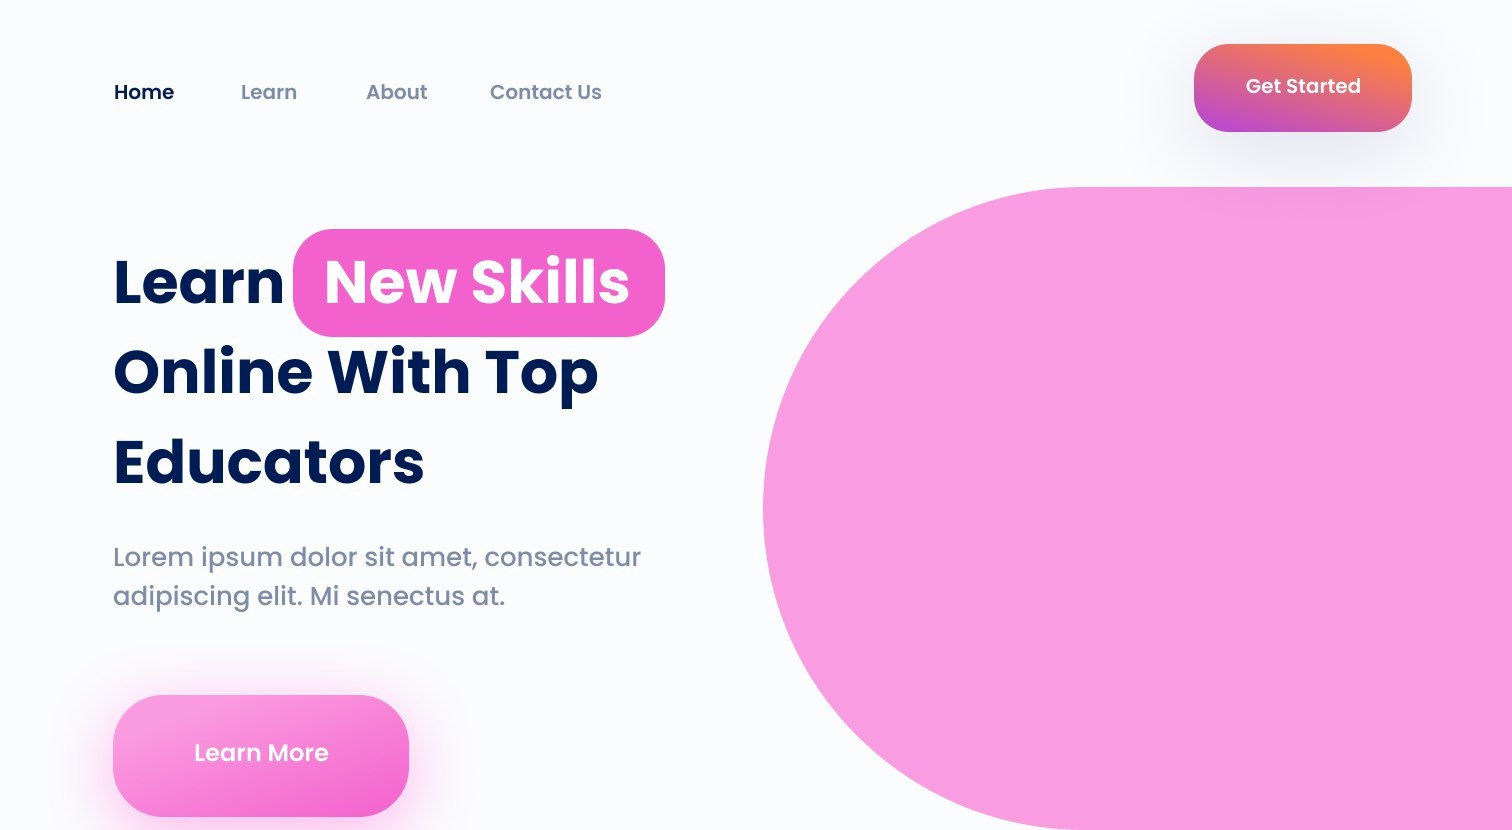 Home Learn About Contact Us Get Started
Learn New Skills
Online With Top
Educators
Lorem ipsum dolor sit amet, consectetur
adipiscing elit. Mi senectus at.
Learn More